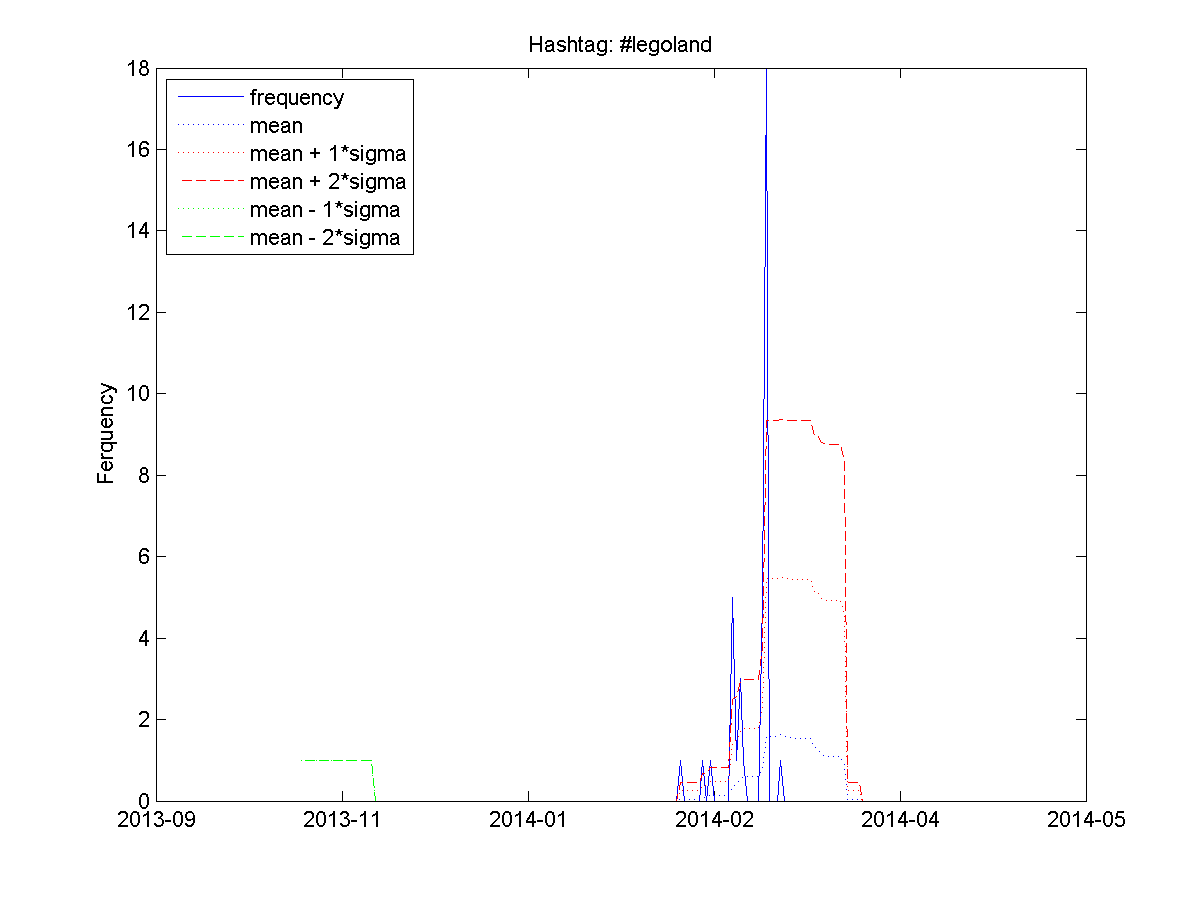 Hashtag: #legoland
18
16
14
12
10
8
6
4
2
0
Ferquency
frequency
mean
mean + 1*sigma
mean + 2*sigma
mean - 1*sigma
mean - 2*sigma
2013-09 2013-11 2014-01 2014-02 2014-04 2014-05